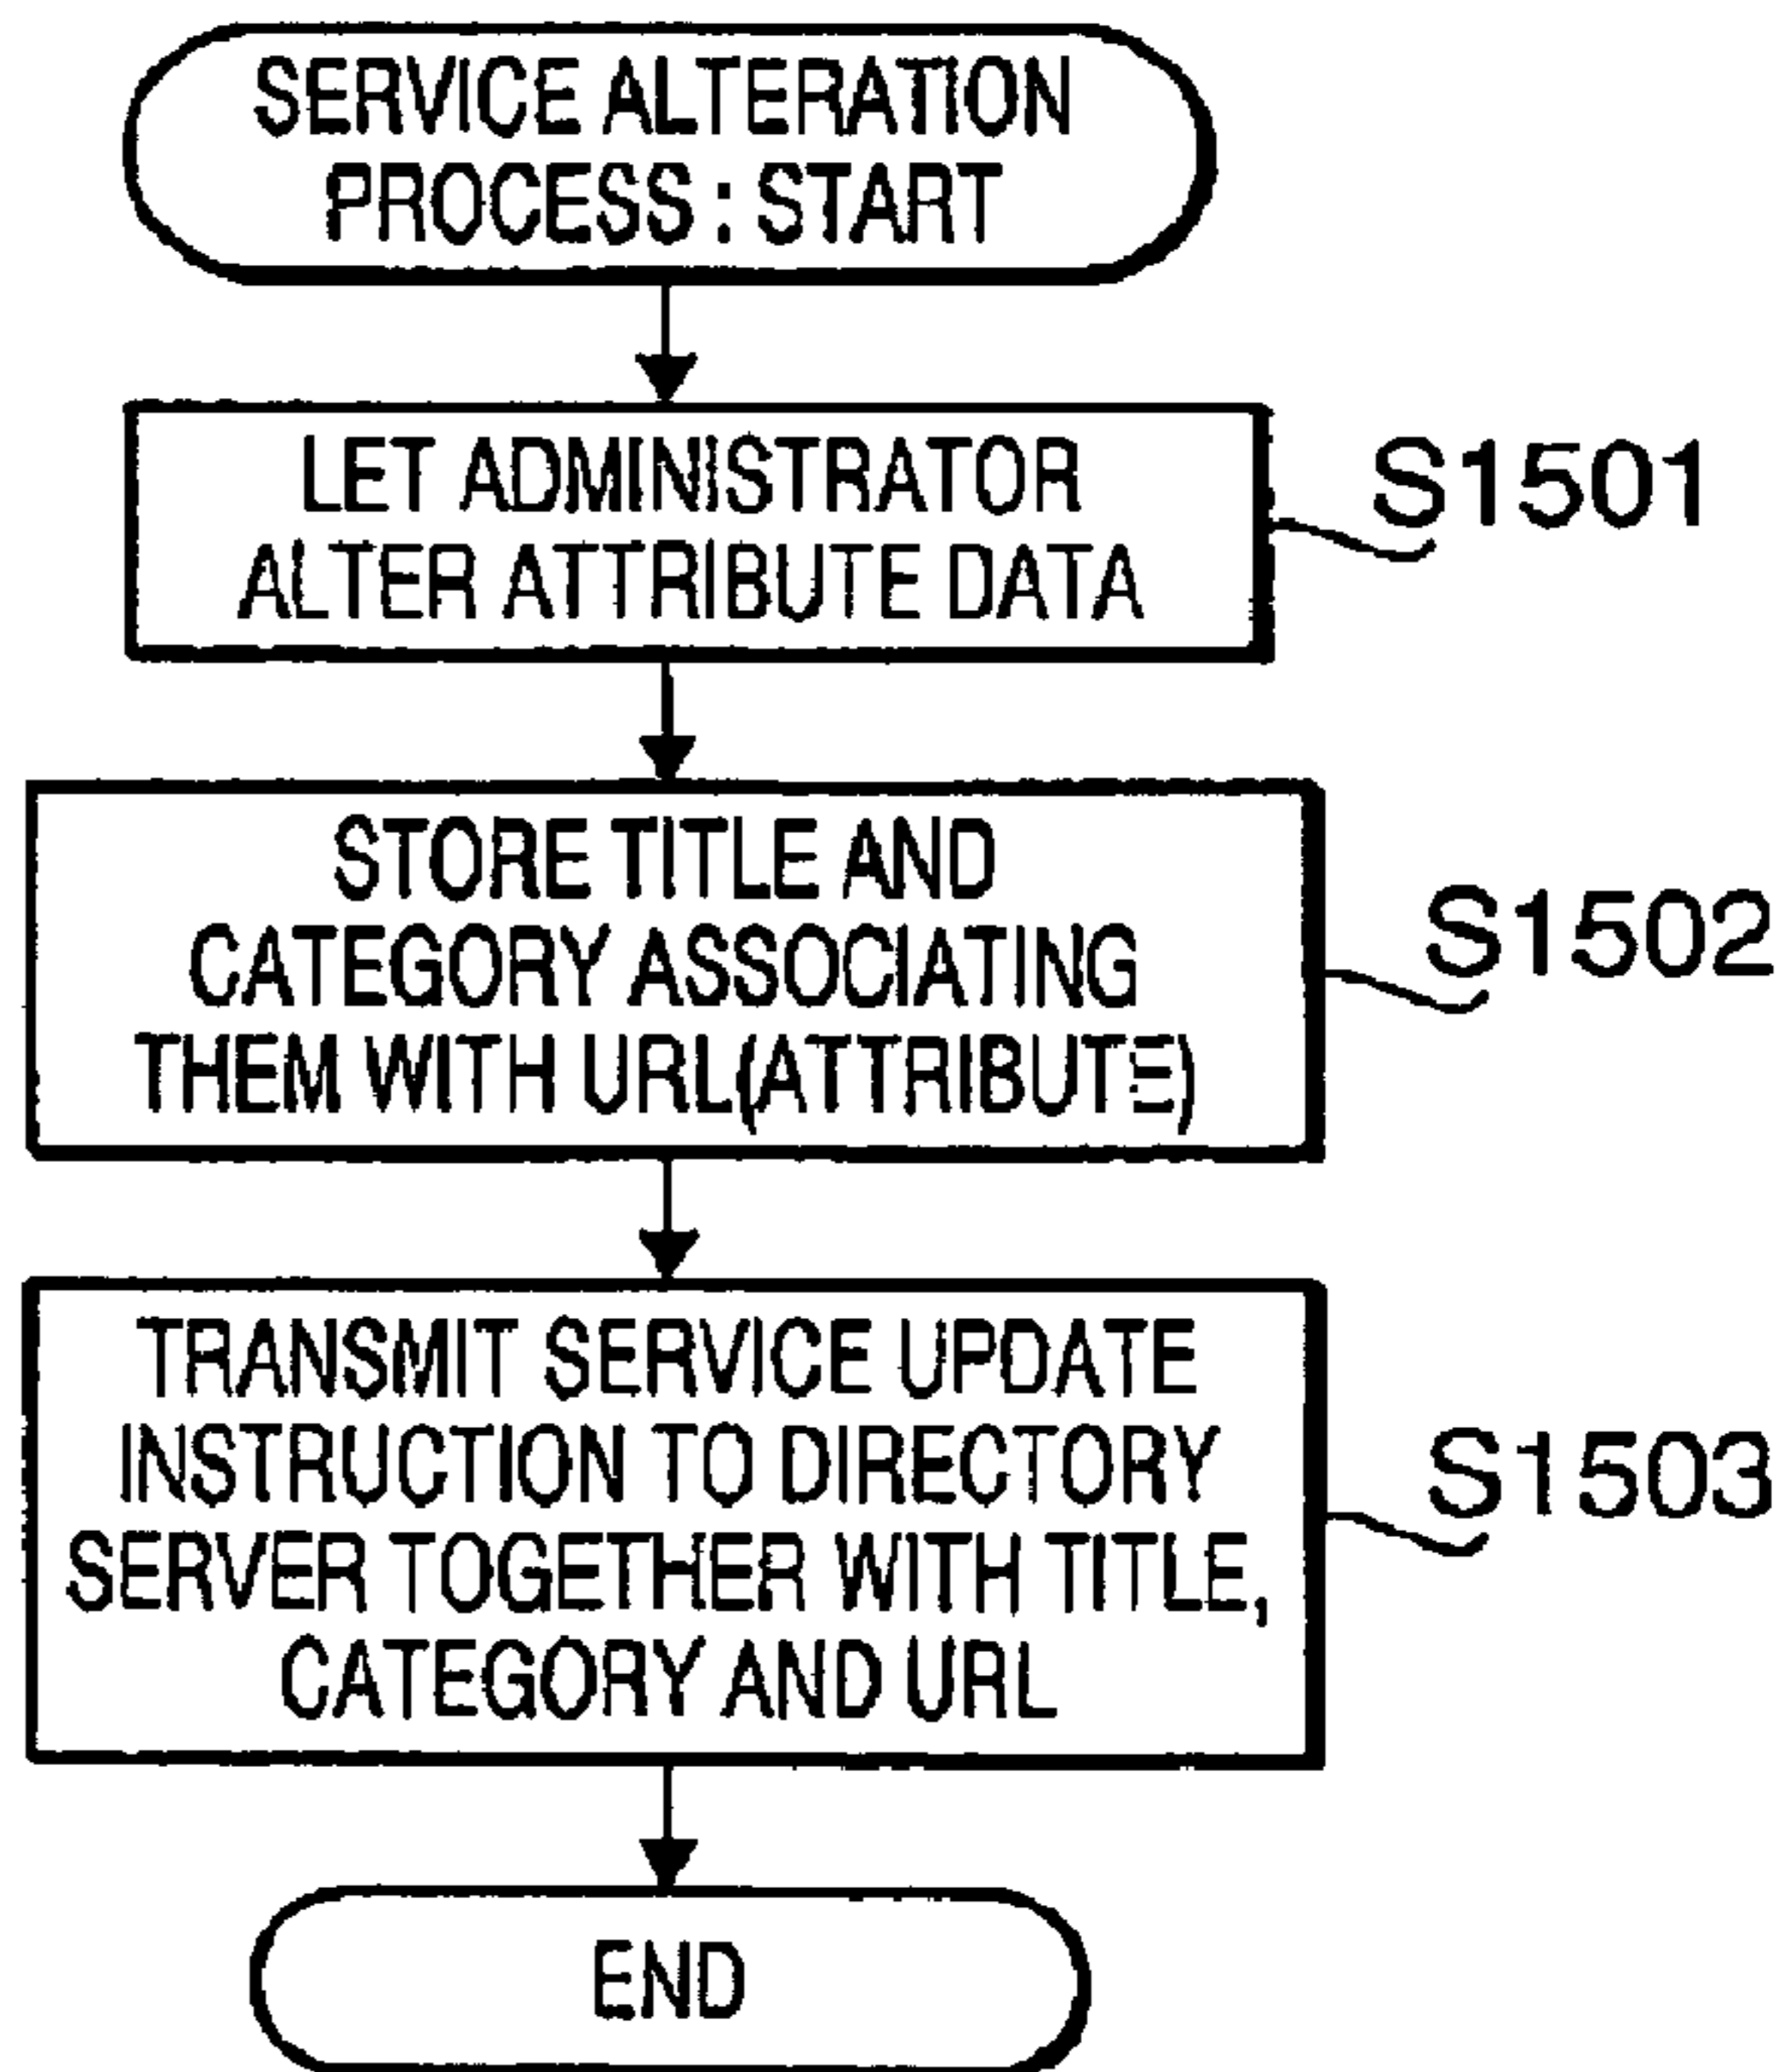 SERVICE ALTERATION
PROCESS : START
LET ADMINISTRATOR
ALTER ATTRIBUTE DATA
S1501
STORE TITLE AND
CATEGORY ASSOCIATING
THEM WITH URL(ATTRIBUTE)
S1502
TRANSMIT SERVICE UPDATE
INSTRUCTION TO DIRECTORY
SERVER TOGETHER WITH TITLE,
CATEGORY AND URL
S1503
END